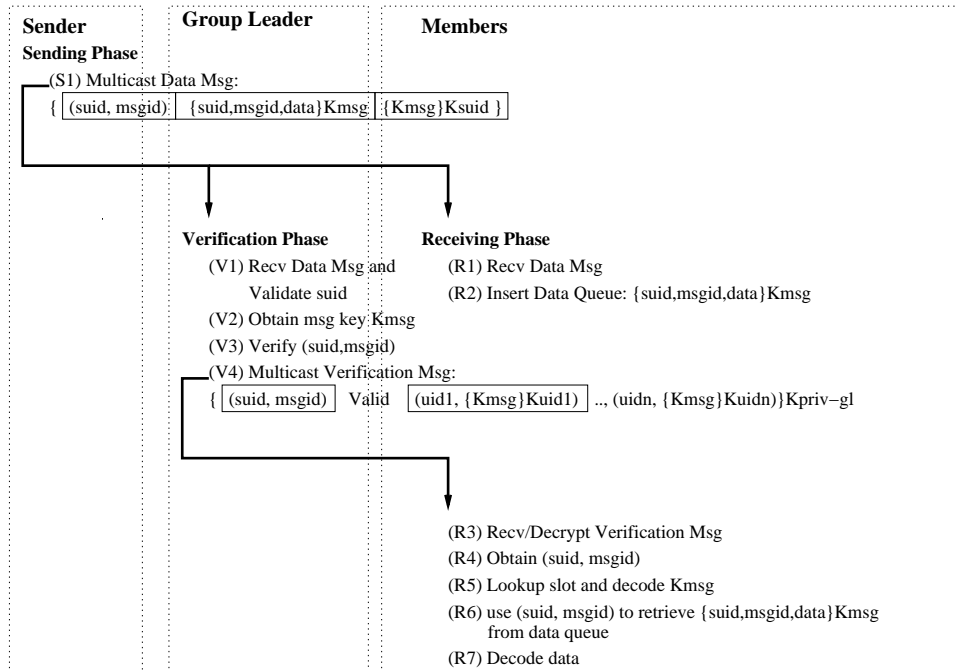 Sender
Group Leader
Members
Sending Phase
(S1) Multicast Data Msg:
{ (suid, msgid) {suid,msgid,data}Kmsg {Kmsg}Ksuid }
Verification Phase
Receiving Phase
(V1) Recv Data Msg and
Validate suid
(V2) Obtain msg key Kmsg
(V3) Verify (suid,msgid)
(R1) Recv Data Msg
(R2) Insert Data Queue: {suid,msgid,data}Kmsg
(V4) Multicast Verification Msg:
{ (suid, msgid) Valid (uid1, {Kmsg}Kuid1) .., (uidn, {Kmsg}Kuidn)}Kpriv−gl
(R3) Recv/Decrypt Verification Msg
(R4) Obtain (suid, msgid)
(R5) Lookup slot and decode Kmsg
(R6) use (suid, msgid) to retrieve {suid,msgid,data}Kmsg
from data queue
(R7) Decode data